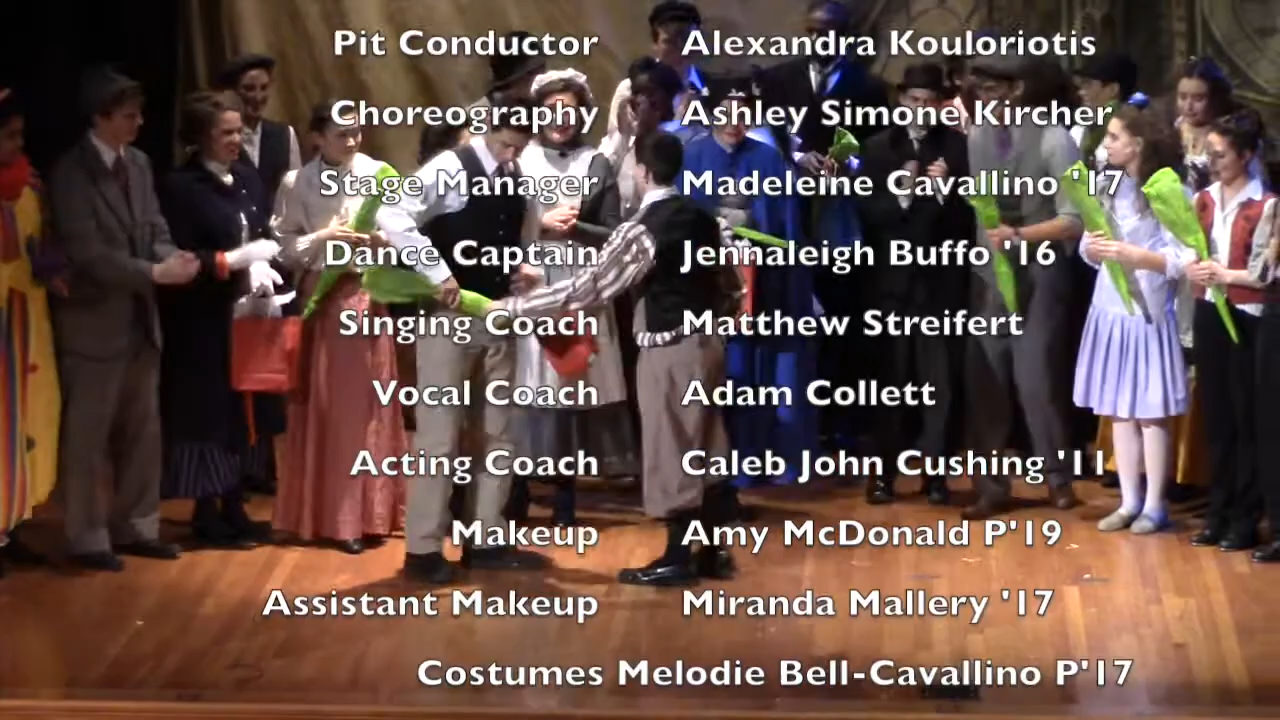 Pit Conductor Alexandra Kouloriotis
Choreography Ashley Simone Kircher
Stage Manager Madeleine Cavallino '17
Dance Captain Jennaleigh Buffo '16
Singing Coach Matthew Streifert
Vocal Coach Adam Collett
Acting Coach Caleb John Cushing '11
Makeup Amy McDonald P'19
Assistant Makeup Miranda Mallery '17
Costumes Melodie Bell-Cavallino P'17